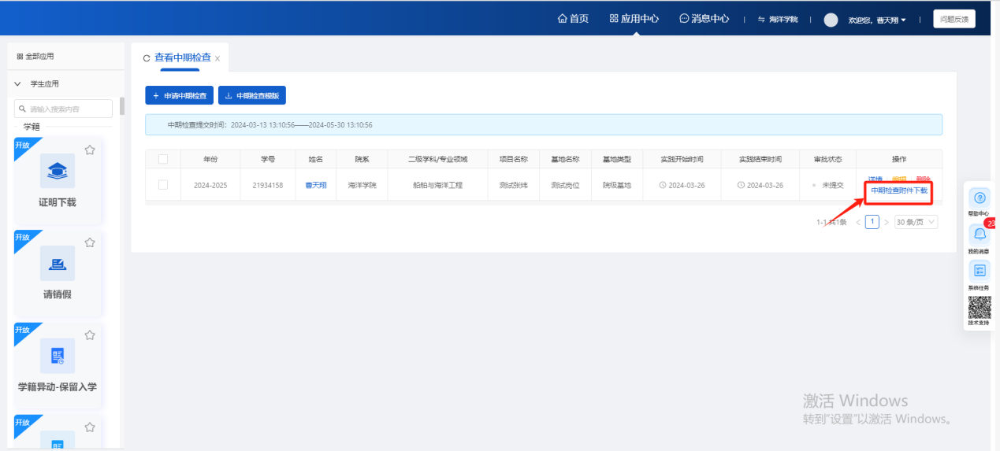 首页 应用中心 消息中心 海洋学院 欢迎您，曹天翔 问题反馈
全部应用
查看中期检查 x
学生应用
请输入搜索内容
申请中期检查 中期检查模版
中期检查提交时间：2024-03-13 13:10:56——2024-05-30 13:10:56
学籍
年份 学号 姓名 院系 二级学科/专业领域 项目名称 基地名称 基地类型 实践开始时间 实践结束时间 审批状态 操作
2024-2025 21934158 曹天翔 海洋学院 船舶与海洋工程 测试张炜 测试岗位 院级基地 2024-03-26 2024-03-26 未提交 详情 编辑 删除
中期检查附件下载
1-1 共1条 < 1 > 30 条/页
开放
证明下载
开放
请销假
开放
学籍异动-保留入学
开放
帮助中心
23
我的消息
系统任务
技术支持
激活 Windows
转到"设置"以激活 Windows。